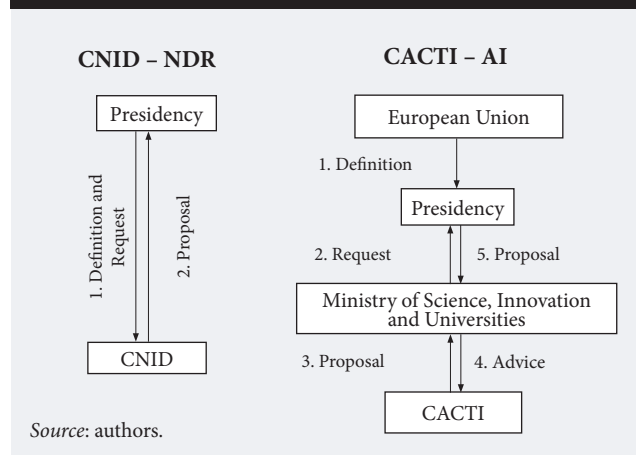 CNID – NDR
Presidency
1. Definition and
Request
2. Proposal
CNID
CACTI – AI
European Union
1. Definition
Presidency
2. Request
5. Proposal
Ministry of Science, Innovation
and Universities
3. Proposal
4. Advice
CACTI
Source: authors.